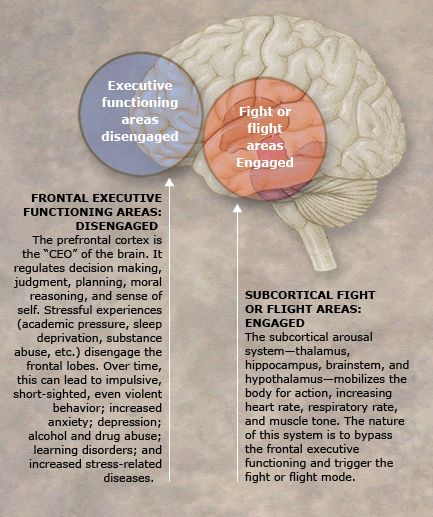 Executive
functioning
areas
disengaged
Fight or
flight
areas
Engaged
FRONTAL EXECUTIVE
FUNCTIONING AREAS:
DISENGAGED
The prefrontal cortex is
the “CEO” of the brain. It
regulates decision making,
judgment, planning, moral
reasoning, and sense of
self. Stressful experiences
(academic pressure, sleep
deprivation, substance
abuse, etc.) disengage the
frontal lobes. Over time,
this can lead to impulsive,
short-sighted, even violent
behavior; increased
anxiety; depression;
alcohol and drug abuse;
learning disorders; and
increased stress-related
diseases.
SUBCORTICAL FIGHT
OR FLIGHT AREAS:
ENGAGED
The subcortical arousal
system—thalamus,
hippocampus, brainstem, and
hypothalamus—mobilizes the
body for action, increasing
heart rate, respiratory rate,
and muscle tone. The nature
of this system is to bypass
the frontal executive
functioning and trigger the
fight or flight mode.